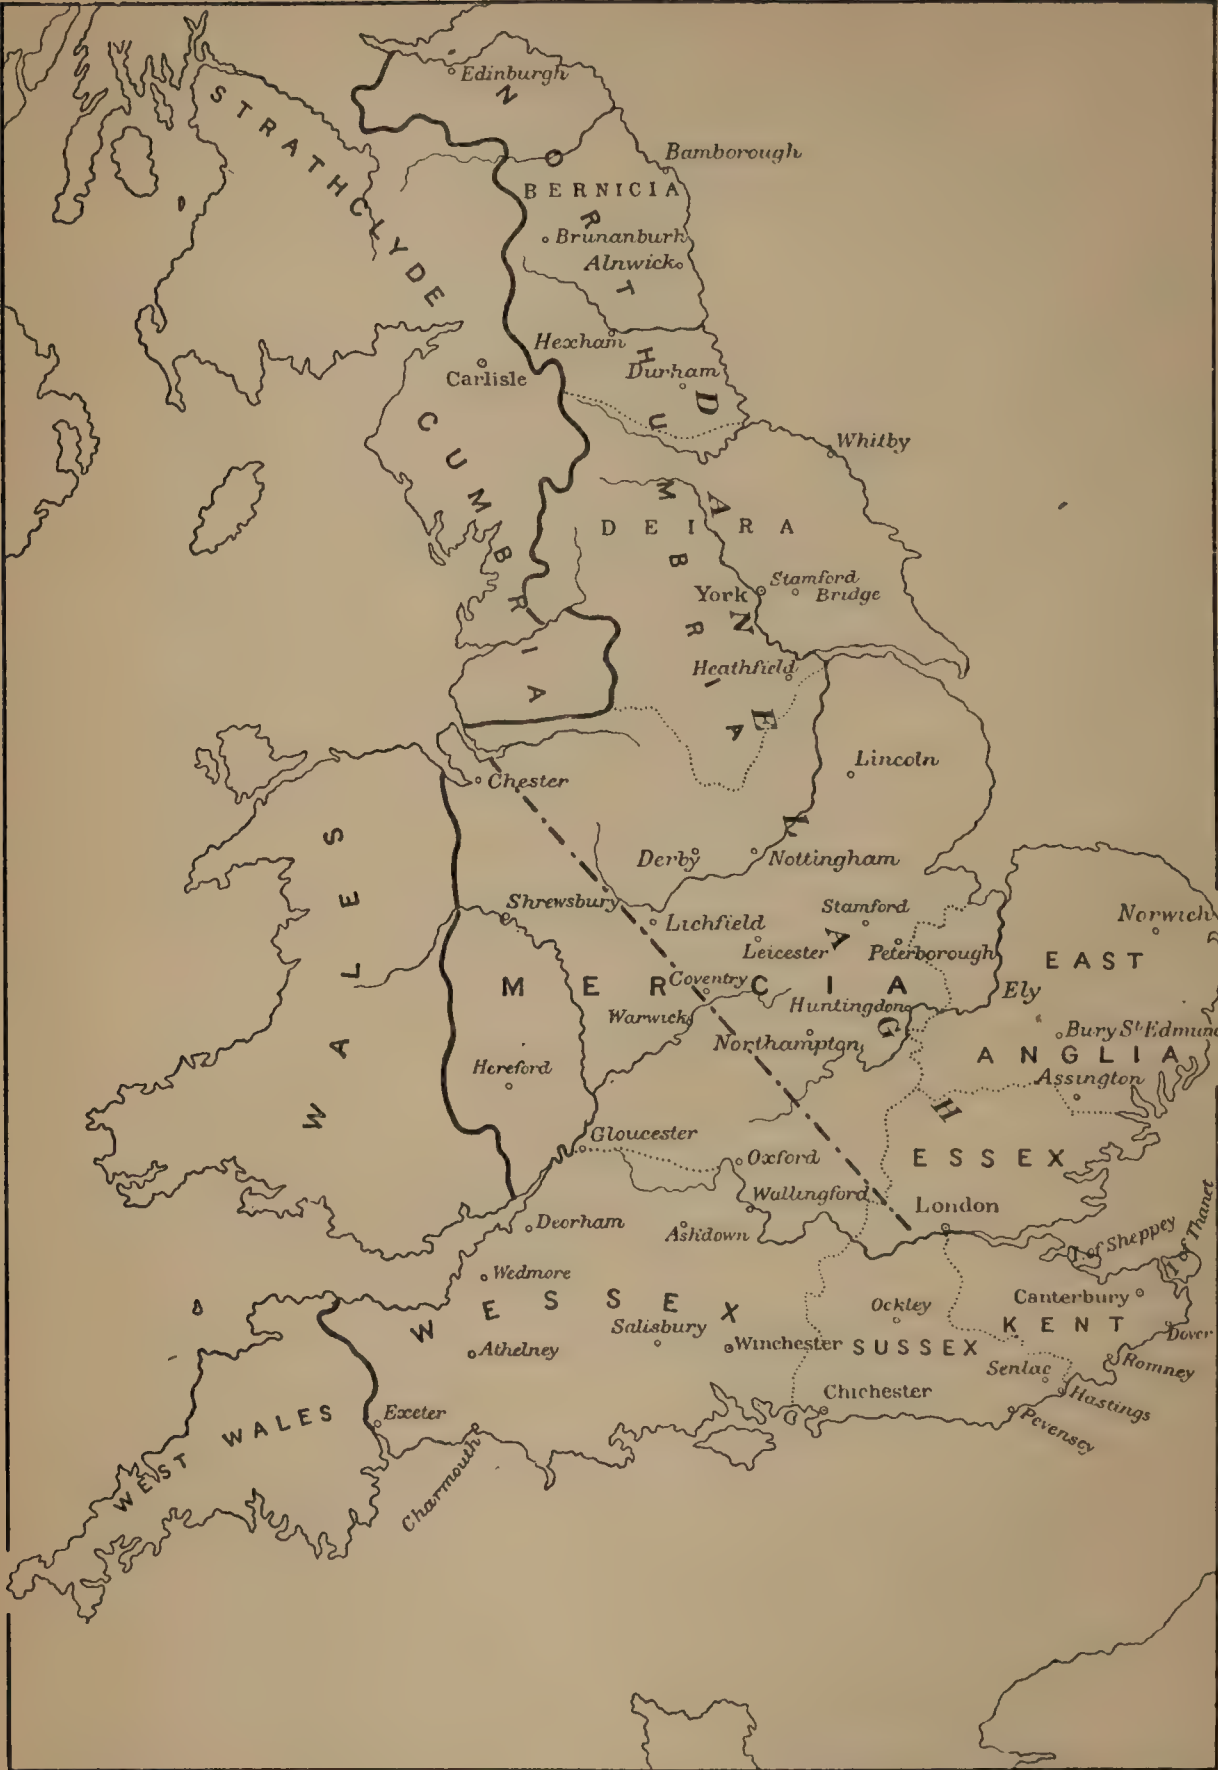 Edinburgh
STRATHCLYDE
NORTHUMBRIA
Bamborough
BERNICIA
Brunanburh
Alnwick
Hexham
Carlisle
Durham
DANELAGH
CUMBRIA
Whitby
DEIRA
York
Stamford
Bridge
Heathfield
Lincoln
Chester
Derby
Nottingham
WALES
Shrewsbury
Lichfield
Stamford
Norwich
Leicester
Peterborough
EAST
MERCIA
Coventry
Ely
Huntingdon
Warwick
Bury St. Edmund
Northampton
ANGLIA
Hereford
Assington
Gloucester
Oxford
ESSEX
Wallingford
London
Deorham
Ashdown
I. of Sheppey
I of Thanet
Wedmore
WESSEX
Ockley
Canterbury
Salisbury
KENT
Dover
Athelney
Winchester
SUSSEX
Senlac
Romney
Chichester
Hastings
Exeter
Pevensey
WEST WALES
Charmouth